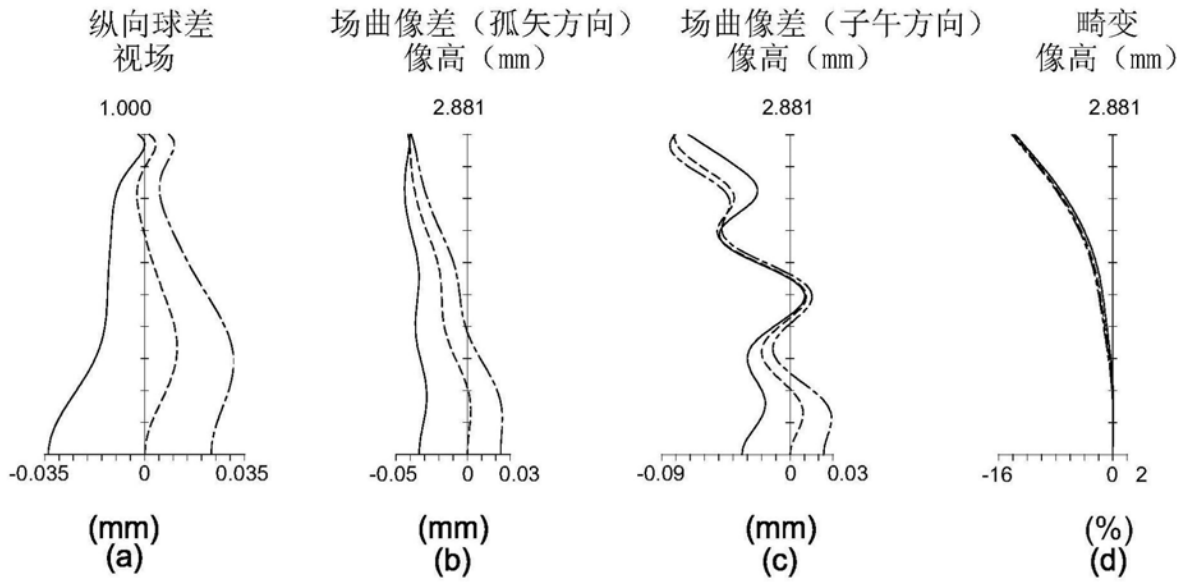 纵向球差
视场
1.000
-0.035 0 0.035
(mm)
(a)
场曲像差（孤矢方向）
像高（mm）
2.881
-0.05 0 0.03
(mm)
(b)
场曲像差（子午方向）
像高（mm）
2.881
-0.09 0 0.03
(mm)
(c)
畸变
像高（mm）
2.881
-16 0 2
(%)
(d)